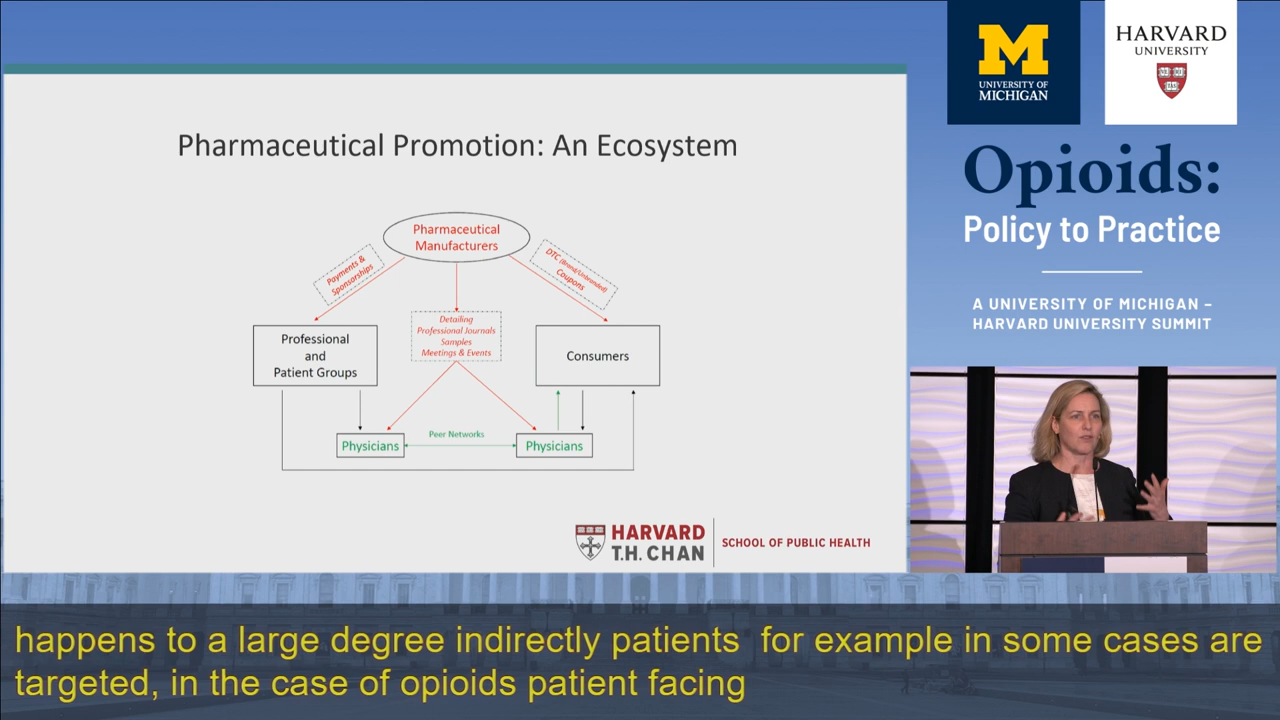 Pharmaceutical Promotion: An Ecosystem
Pharmaceutical
Manufacturers
Payments &
Sponsorships
DTC (Brand/Unbranded)
Coupons
Detailing
Professional Journals
Samples
Meetings & Events
Professional
and
Patient Groups
Consumers
Physicians
Peer Networks
Physicians
HARVARD
T.H. CHAN
SCHOOL OF PUBLIC HEALTH
M
UNIVERSITY OF
MICHIGAN
HARVARD
UNIVERSITY
Opioids:
Policy to Practice
A UNIVERSITY OF MICHIGAN –
HARVARD UNIVERSITY SUMMIT
happens to a large degree indirectly patients  for example in some cases are
targeted, in the case of opioids patient facing